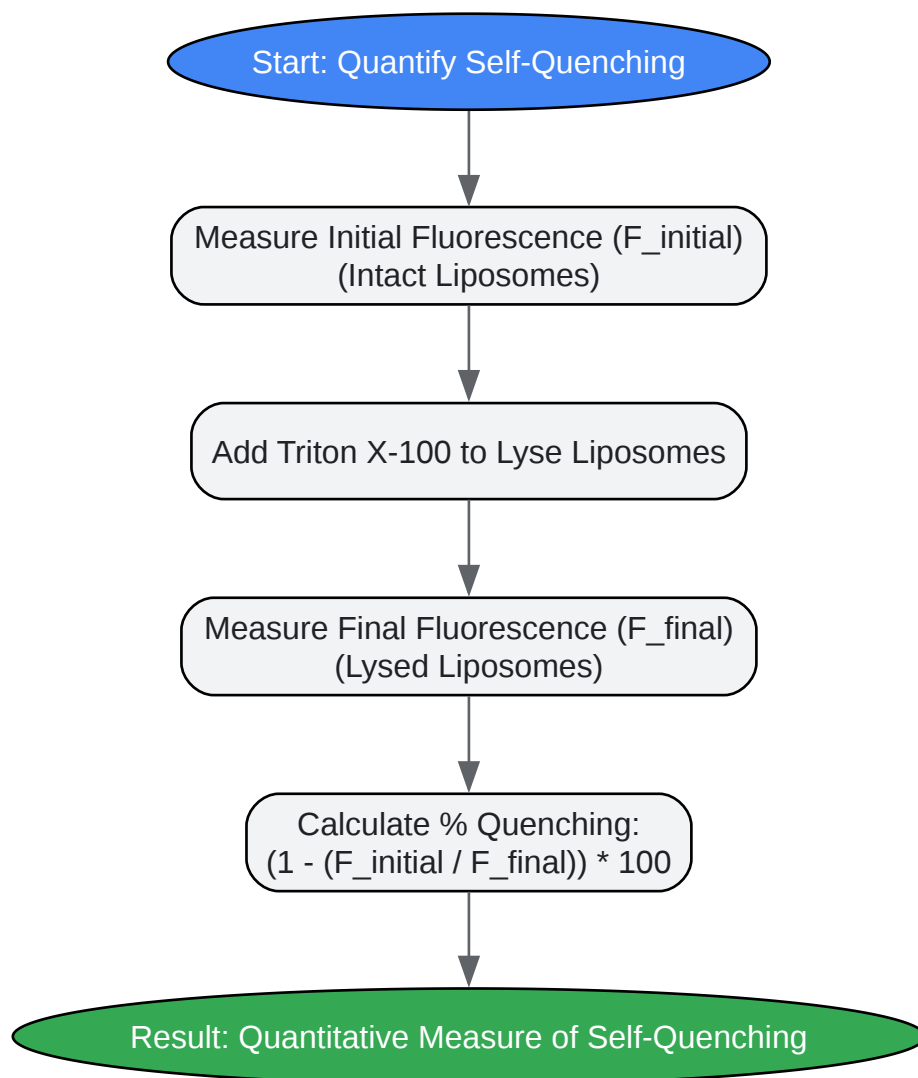 Start: Quantify Self-Quenching
Measure Initial Fluorescence (F_initial)
(Intact Liposomes)
Add Triton X-100 to Lyse Liposomes
Measure Final Fluorescence (F_final)
(Lysed Liposomes)
Calculate % Quenching:
(1 - (F_initial / F_final)) * 100
Result: Quantitative Measure of Self-Quenching